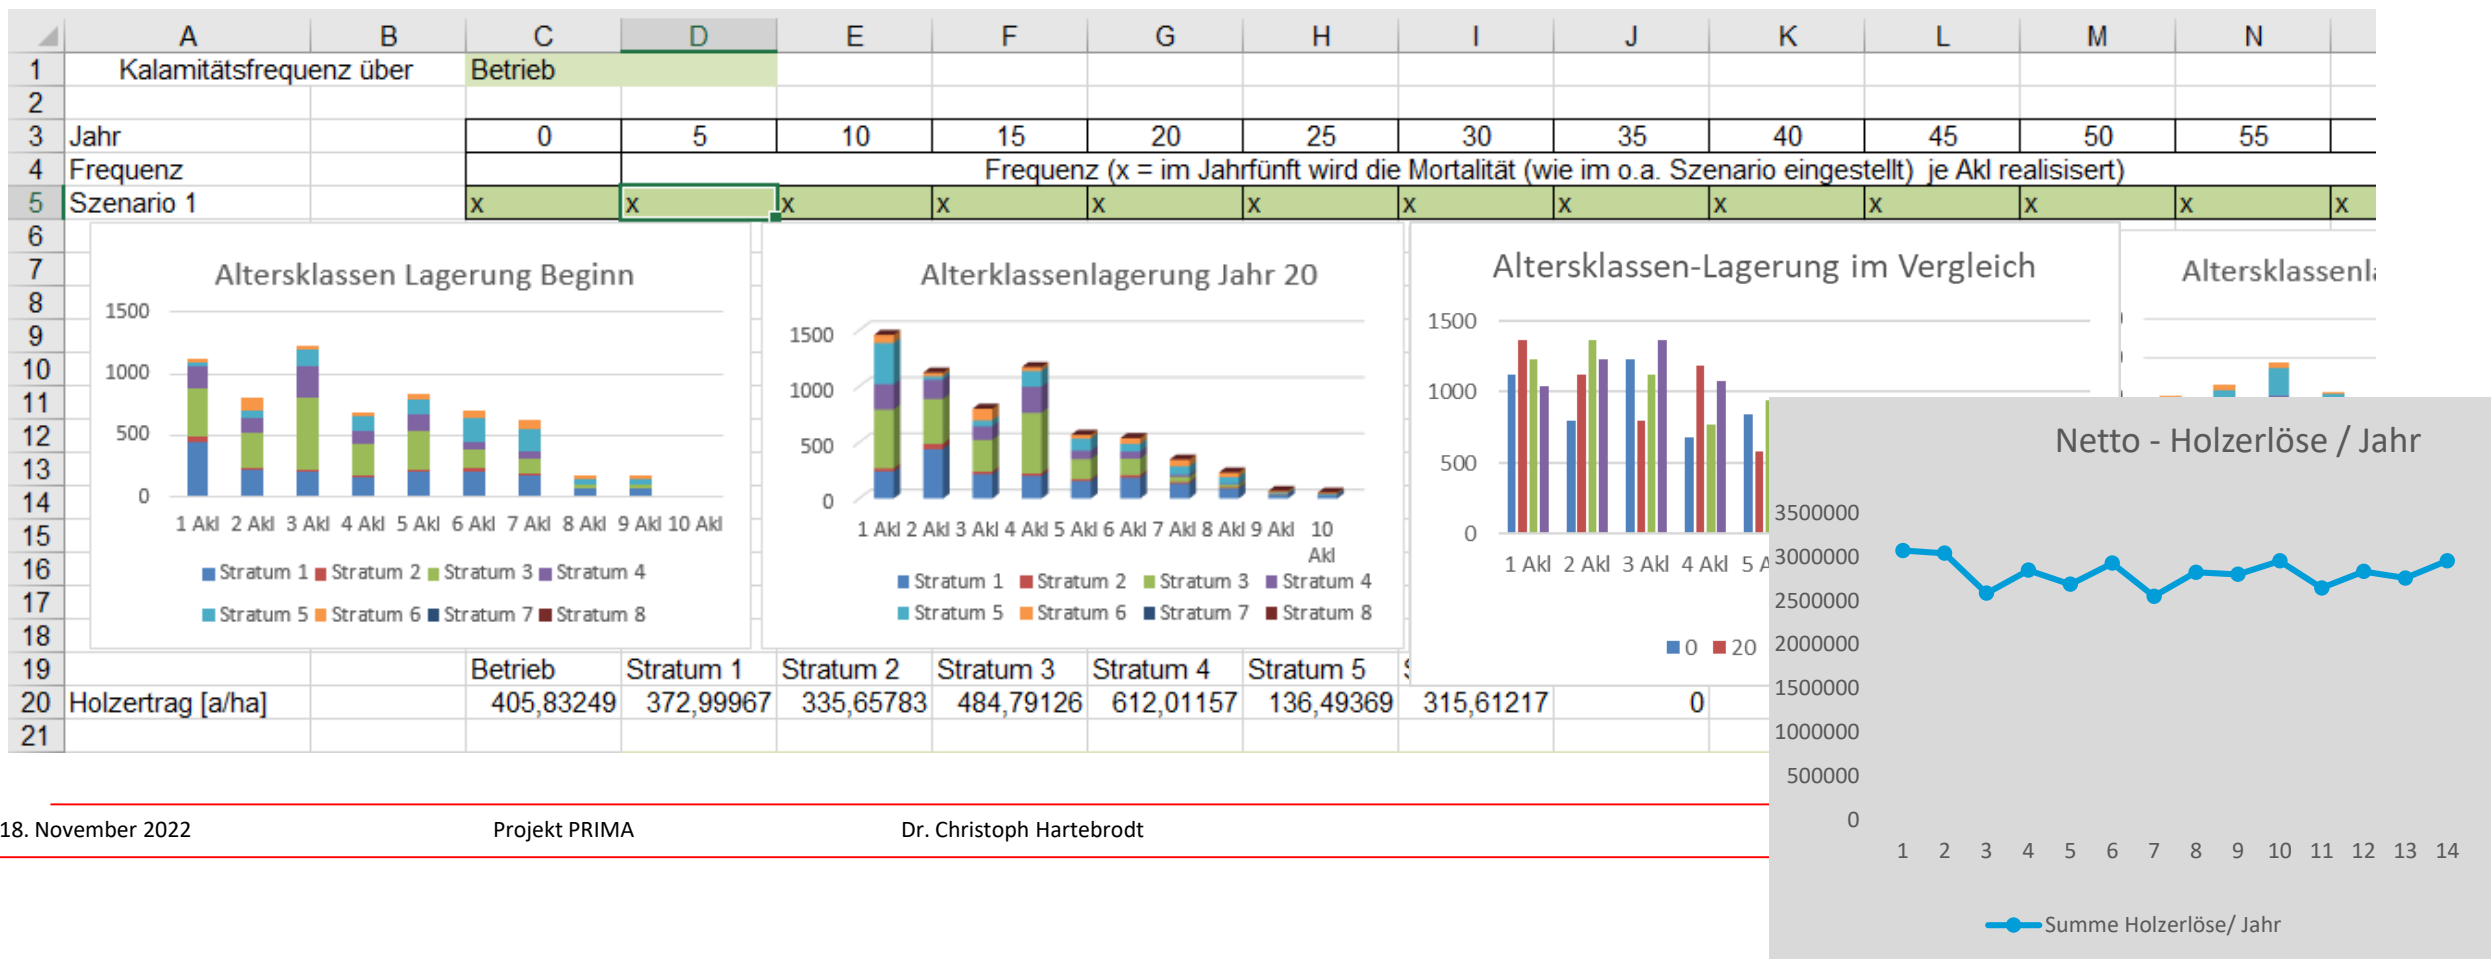 A B C D E F G H I J K L M N
1 Kalamitätsfrequenz über Betrieb
2
3 Jahr 0 5 10 15 20 25 30 35 40 45 50 55
4 Frequenz Frequenz (x = im Jahrfünft wird die Mortalität (wie im o.a. Szenario eingestellt) je Akl realisisert)
5 Szenario 1 x x x x x x x x x x x x x
6
7
8
9
10
11
12
13
14
15
16
17
18
Altersklassen Lagerung Beginn
1500
1000
500
0
1 Akl 2 Akl 3 Akl 4 Akl 5 Akl 6 Akl 7 Akl 8 Akl 9 Akl 10 Akl
Stratum 1 Stratum 2 Stratum 3 Stratum 4
Stratum 5 Stratum 6 Stratum 7 Stratum 8
Alterklassenlagerung Jahr 20
1500
1000
500
0
1 Akl 2 Akl 3 Akl 4 Akl 5 Akl 6 Akl 7 Akl 8 Akl 9 Akl 10
Akl
Stratum 1 Stratum 2 Stratum 3 Stratum 4
Stratum 5 Stratum 6 Stratum 7 Stratum 8
Altersklassen-Lagerung im Vergleich
1500
1000
500
0
1 Akl 2 Akl 3 Akl 4 Akl 5 A
0 20
Altersklassenl
19 Betrieb Stratum 1 Stratum 2 Stratum 3 Stratum 4 Stratum 5
20 Holzertrag [a/ha] 405,83249 372,99967 335,65783 484,79126 612,01157 136,49369 315,61217 0
21
Netto - Holzerlöse / Jahr
3500000
3000000
2500000
2000000
1500000
1000000
500000
0
1 2 3 4 5 6 7 8 9 10 11 12 13 14
Summe Holzerlöse/ Jahr
18. November 2022 Projekt PRIMA Dr. Christoph Hartebrodt